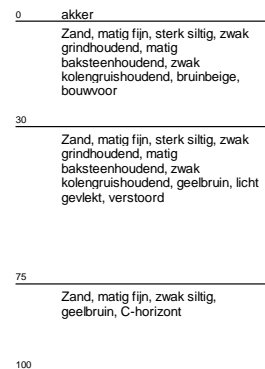 0 akker
Zand, matig fijn, sterk siltig, zwak
grindhoudend, matig
baksteenhoudend, zwak
kolengruishoudend, bruinbeige,
bouwvoor
30
Zand, matig fijn, sterk siltig, zwak
grindhoudend, matig
baksteenhoudend, zwak
kolengruishoudend, geelbruin, licht
gevlekt, verstoord
75
Zand, matig fijn, zwak siltig,
geelbruin, C-horizont
100